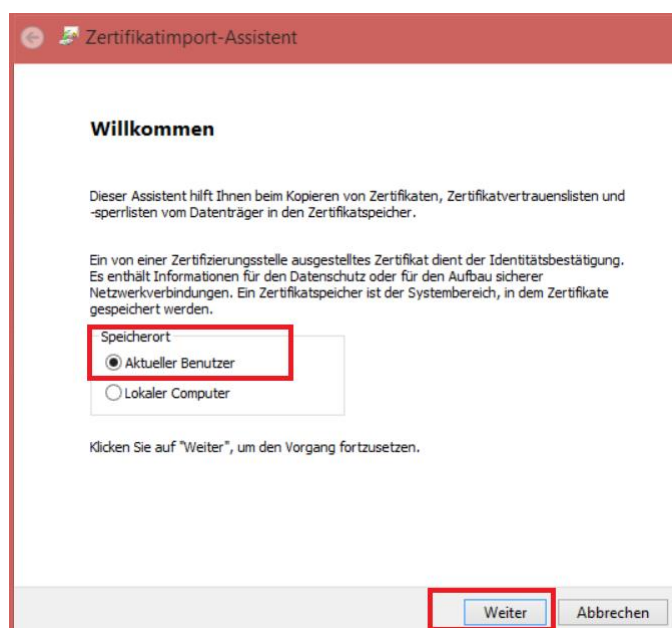 Zertifikatimport-Assistent
Willkommen
Dieser Assistent hilft Ihnen beim Kopieren von Zertifikaten, Zertifikatvertrauenslisten und
-sperrlisten vom Datenträger in den Zertifikatspeicher.
Ein von einer Zertifizierungsstelle ausgestelltes Zertifikat dient der Identitätsbestätigung.
Es enthält Informationen für den Datenschutz oder für den Aufbau sicherer
Netzwerkverbindungen. Ein Zertifikatspeicher ist der Systembereich, in dem Zertifikate
gespeichert werden.
Speicherort
Aktueller Benutzer
Lokaler Computer
Klicken Sie auf "Weiter", um den Vorgang fortzusetzen.
Weiter Abbrechen